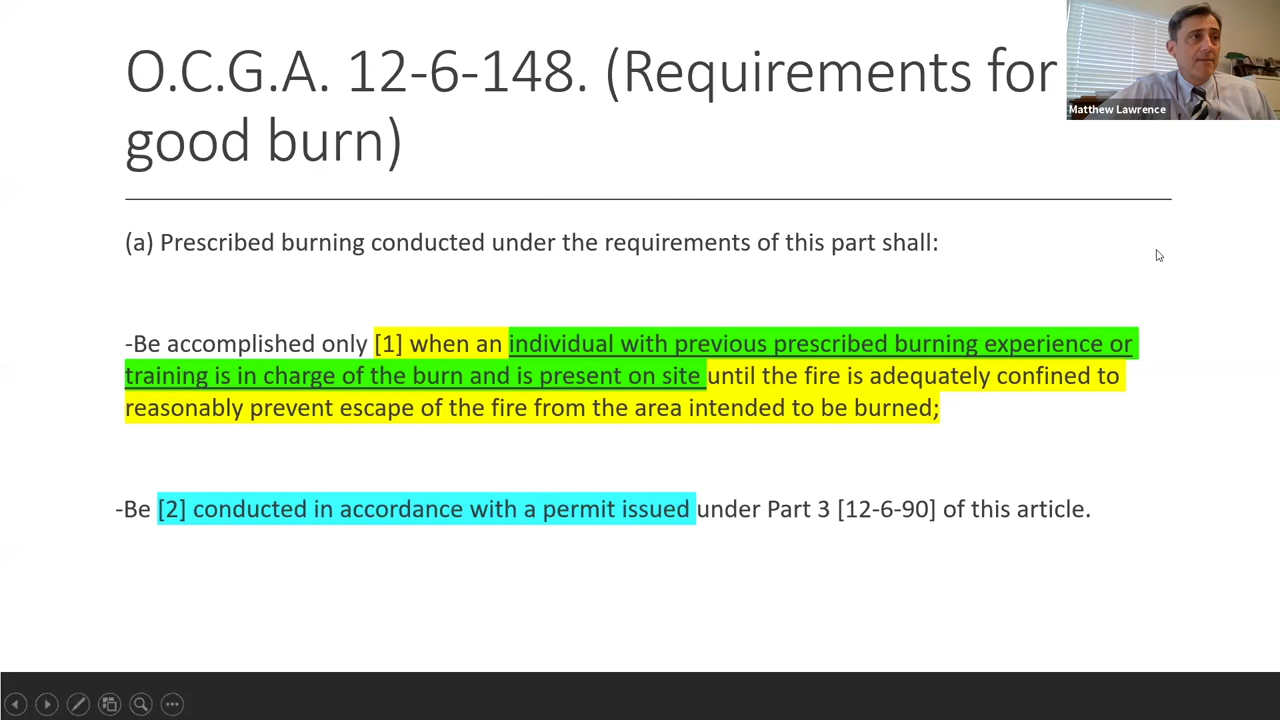 O.C.G.A. 12-6-148. (Requirements for
good burn)
Matthew Lawrence
(a) Prescribed burning conducted under the requirements of this part shall:
-Be accomplished only [1] when an individual with previous prescribed burning experience or
training is in charge of the burn and is present on site until the fire is adequately confined to
reasonably prevent escape of the fire from the area intended to be burned;
-Be [2] conducted in accordance with a permit issued under Part 3 [12-6-90] of this article.